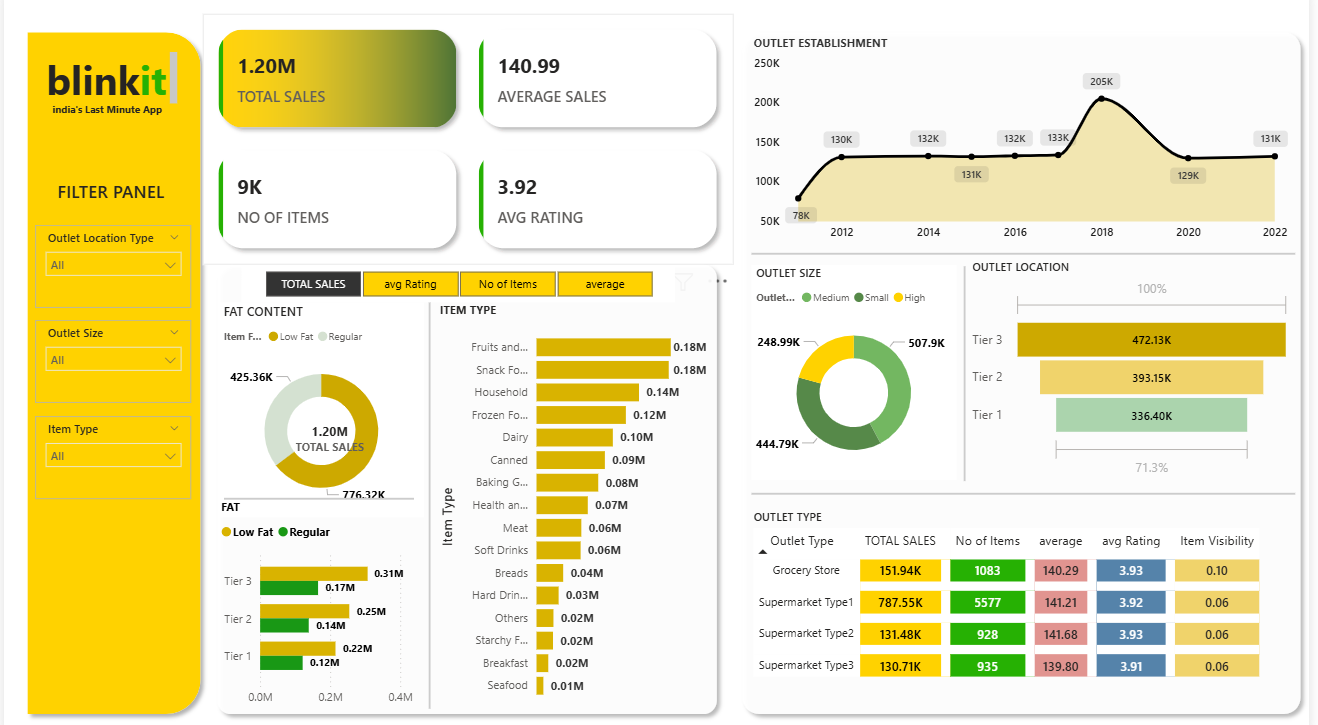 blinkit
india's Last Minute App
FILTER PANEL
Outlet Location Type
All
Outlet Size
All
Item Type
All
1.20M
TOTAL SALES
140.99
AVERAGE SALES
9K
NO OF ITEMS
3.92
AVG RATING
TOTAL SALES avg Rating No of Items average
FAT CONTENT
Item F... Low Fat Regular
425.36K
1.20M
TOTAL SALES
776.32K
FAT
Low Fat Regular
Tier 3 0.31M
0.17M
Tier 2 0.25M
0.14M
Tier 1 0.22M
0.12M
0.0M 0.2M 0.4M
ITEM TYPE
Item Type
Fruits and... 0.18M
Snack Fo... 0.18M
Household 0.14M
Frozen Fo... 0.12M
Dairy 0.10M
Canned 0.09M
Baking G... 0.08M
Health an... 0.07M
Meat 0.06M
Soft Drinks 0.06M
Breads 0.04M
Hard Drin... 0.03M
Others 0.02M
Starchy F... 0.02M
Breakfast 0.02M
Seafood 0.01M
OUTLET ESTABLISHMENT
250K
200K
150K
100K
50K
78K
130K
132K
131K
132K
133K
205K
129K
131K
2012 2014 2016 2018 2020 2022
OUTLET SIZE
Outlet... Medium Small High
248.99K
507.9K
444.79K
OUTLET LOCATION
100%
Tier 3 472.13K
Tier 2 393.15K
Tier 1 336.40K
71.3%
OUTLET TYPE
Outlet Type TOTAL SALES No of Items average avg Rating Item Visibility
Grocery Store 151.94K 1083 140.29 3.93 0.10
Supermarket Type1 787.55K 5577 141.21 3.92 0.06
Supermarket Type2 131.48K 928 141.68 3.93 0.06
Supermarket Type3 130.71K 935 139.80 3.91 0.06